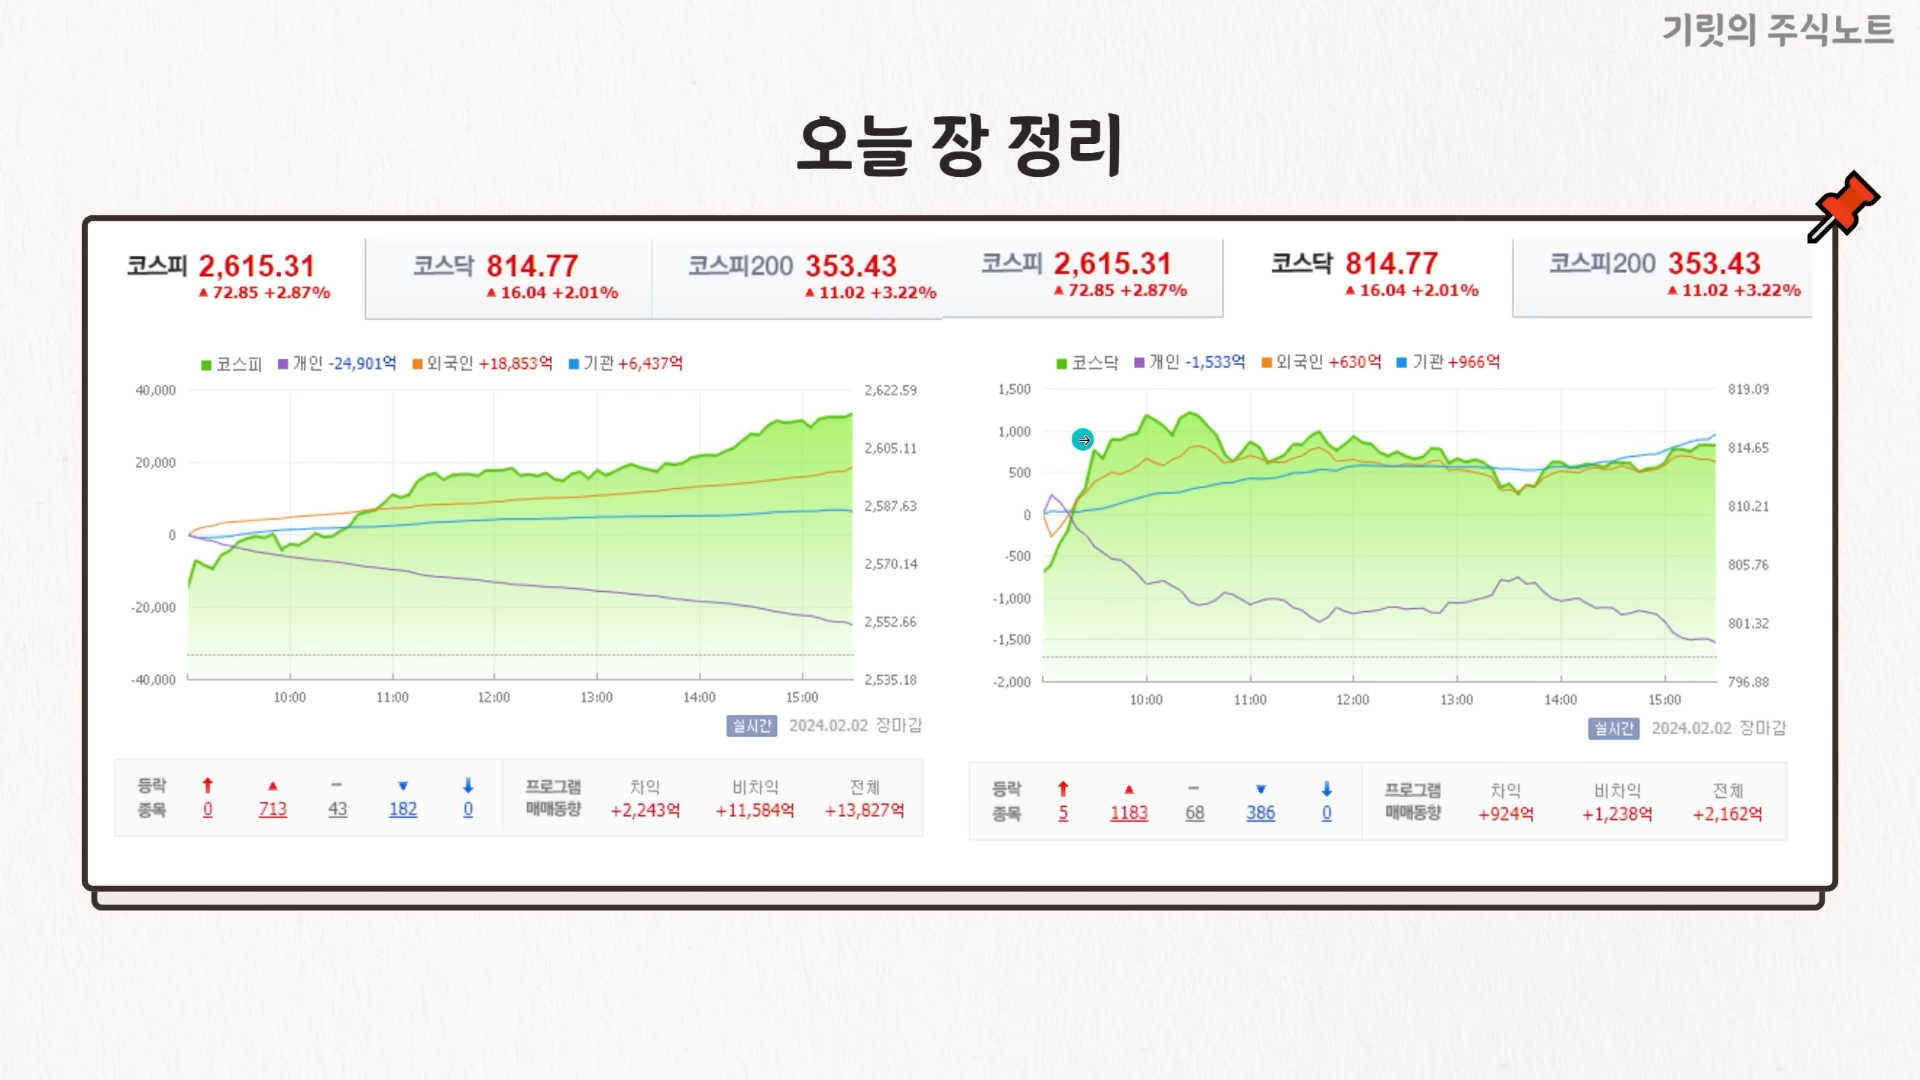 기릿의 주식노트
오늘 장 정리
코스피 2,615.31
▲ 72.85 +2.87%
코스닥 814.77
▲ 16.04 +2.01%
코스피200 353.43
▲ 11.02 +3.22%
코스피 개인 -24,901억 외국인 +18,853억 기관 +6,437억
40,000
20,000
0
-20,000
-40,000
2,622.59
2,605.11
2,587.63
2,570.14
2,552.66
2,535.18
10:00 11:00 12:00 13:00 14:00 15:00
실시간 2024.02.02 장마감
등락 ↑ ▲ - ▼ ↓
종목 0 713 43 182 0
프로그램 차익 비차익 전체
매매동향 +2,243억 +11,584억 +13,827억
코스피 2,615.31
▲ 72.85 +2.87%
코스닥 814.77
▲ 16.04 +2.01%
코스피200 353.43
▲ 11.02 +3.22%
코스닥 개인 -1,533억 외국인 +630억 기관 +966억
1,500
1,000
500
0
-500
-1,000
-1,500
-2,000
819.09
814.65
810.21
805.76
801.32
796.88
10:00 11:00 12:00 13:00 14:00 15:00
실시간 2024.02.02 장마감
등락 ↑ ▲ - ▼ ↓
종목 5 1183 68 386 0
프로그램 차익 비차익 전체
매매동향 +924억 +1,238억 +2,162억